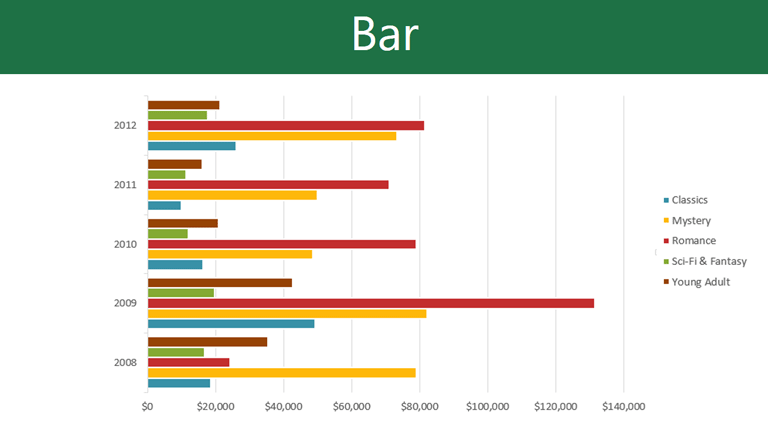 Bar
2012
2011
2010
2009
2008
$0 $20,000 $40,000 $60,000 $80,000 $100,000 $120,000 $140,000
Classics
Mystery
Romance
Sci-Fi & Fantasy
Young Adult